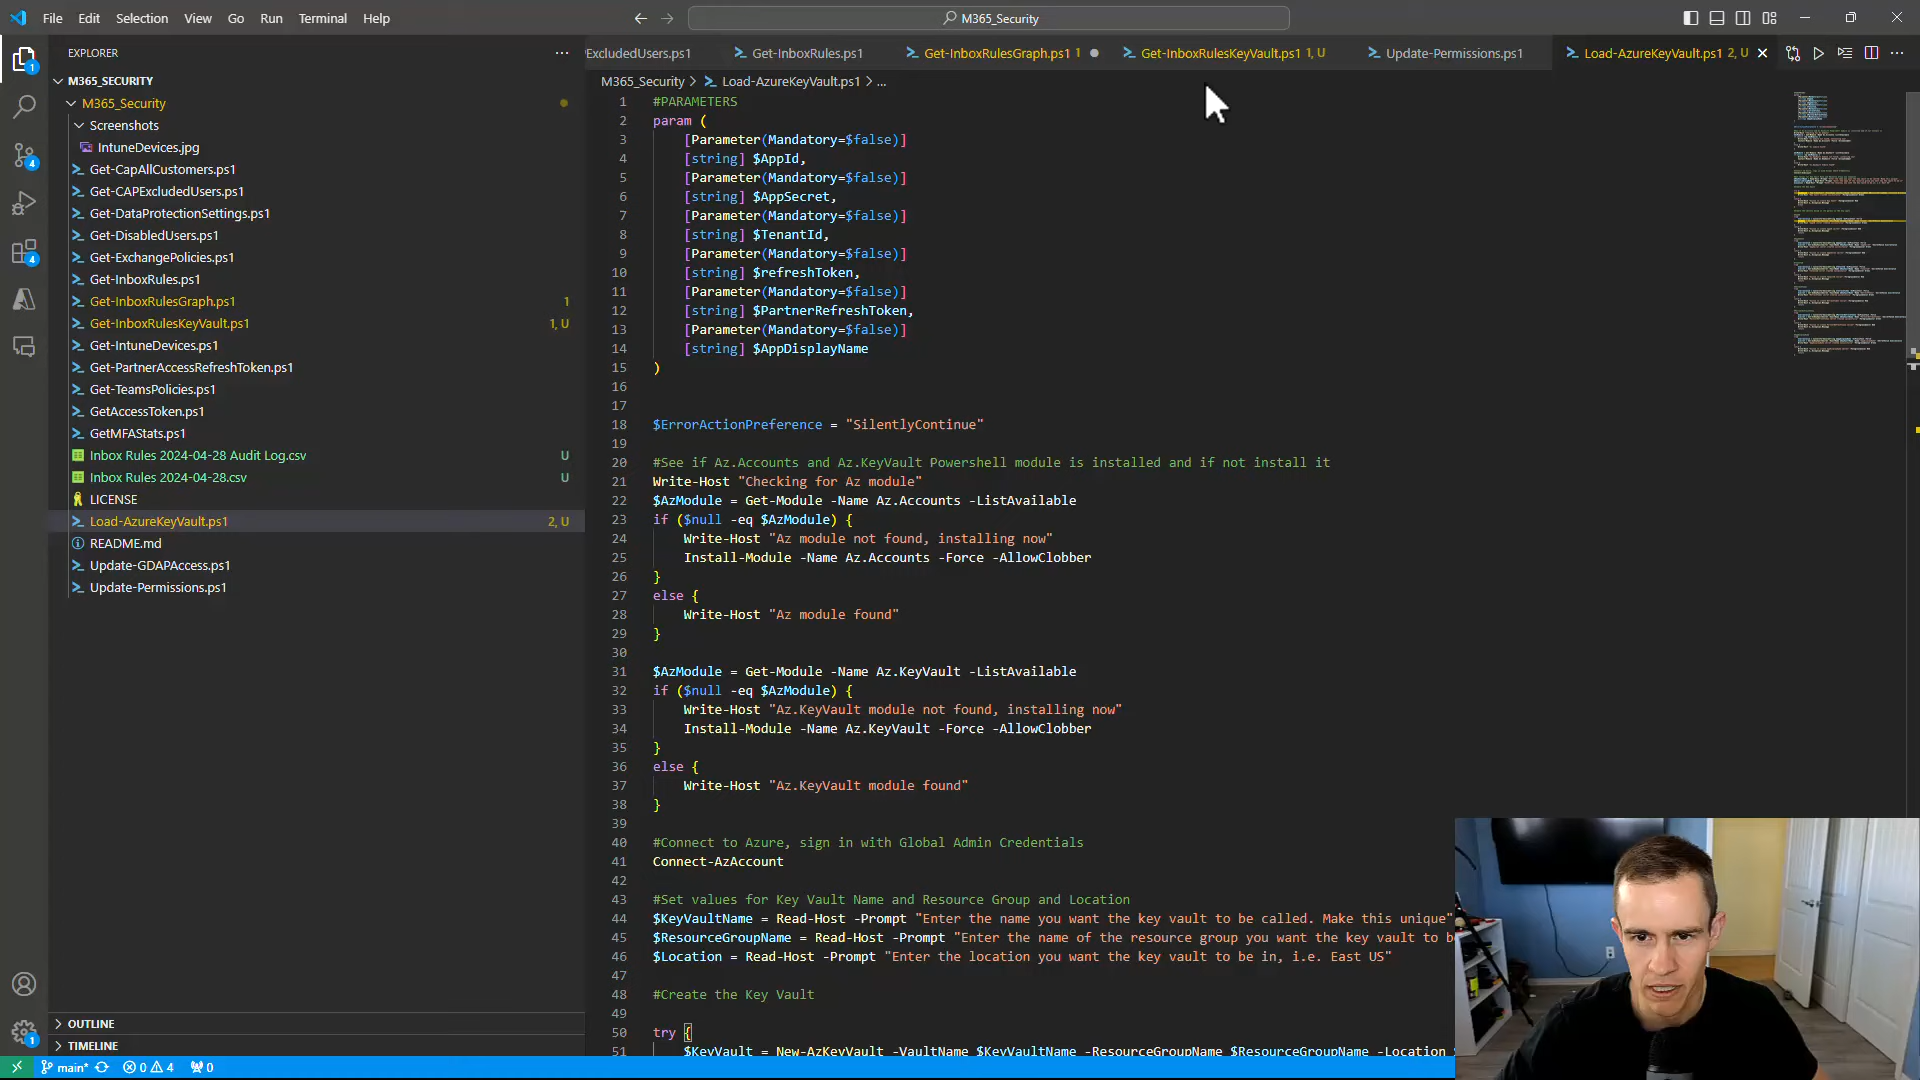 File Edit Selection View Go Run Terminal Help
M365_Security
EXPLORER
ExcludedUsers.ps1
Get-InboxRules.ps1
Get-InboxRulesGraph.ps1 1
Get-InboxRulesKeyVault.ps1 1, U
Update-Permissions.ps1
Load-AzureKeyVault.ps1 2, U
M365_SECURITY
M365_Security
Screenshots
IntuneDevices.jpg
Get-CapAllCustomers.ps1
Get-CAPExcludedUsers.ps1
Get-DataProtectionSettings.ps1
Get-DisabledUsers.ps1
Get-ExchangePolicies.ps1
Get-InboxRules.ps1
Get-InboxRulesGraph.ps1 1
Get-InboxRulesKeyVault.ps1 1, U
Get-IntuneDevices.ps1
Get-PartnerAccessRefreshToken.ps1
Get-TeamsPolicies.ps1
GetAccessToken.ps1
GetMFAStats.ps1
Inbox Rules 2024-04-28 Audit Log.csv U
Inbox Rules 2024-04-28.csv U
LICENSE
Load-AzureKeyVault.ps1 2, U
README.md
Update-GDAPAccess.ps1
Update-Permissions.ps1
OUTLINE
TIMELINE
1
4
4
1
M365_Security > Load-AzureKeyVault.ps1 > ...
1 #PARAMETERS
2 param (
3 [Parameter(Mandatory=$false)]
4 [string] $AppId,
5 [Parameter(Mandatory=$false)]
6 [string] $AppSecret,
7 [Parameter(Mandatory=$false)]
8 [string] $TenantId,
9 [Parameter(Mandatory=$false)]
10 [string] $refreshToken,
11 [Parameter(Mandatory=$false)]
12 [string] $PartnerRefreshToken,
13 [Parameter(Mandatory=$false)]
14 [string] $AppDisplayName
15 )
16
17
18 $ErrorActionPreference = "SilentlyContinue"
19
20 #See if Az.Accounts and Az.KeyVault Powershell module is installed and if not install it
21 Write-Host "Checking for Az module"
22 $AzModule = Get-Module -Name Az.Accounts -ListAvailable
23 if ($null -eq $AzModule) {
24 Write-Host "Az module not found, installing now"
25 Install-Module -Name Az.Accounts -Force -AllowClobber
26 }
27 else {
28 Write-Host "Az module found"
29 }
30
31 $AzModule = Get-Module -Name Az.KeyVault -ListAvailable
32 if ($null -eq $AzModule) {
33 Write-Host "Az.KeyVault module not found, installing now"
34 Install-Module -Name Az.KeyVault -Force -AllowClobber
35 }
36 else {
37 Write-Host "Az.KeyVault module found"
38 }
39
40 #Connect to Azure, sign in with Global Admin Credentials
41 Connect-AzAccount
42
43 #Set values for Key Vault Name and Resource Group and Location
44 $KeyVaultName = Read-Host -Prompt "Enter the name you want the key vault to be called. Make this unique"
45 $ResourceGroupName = Read-Host -Prompt "Enter the name of the resource group you want the key vault to b
46 $Location = Read-Host -Prompt "Enter the location you want the key vault to be in, i.e. East US"
47
48 #Create the Key Vault
49
50 try {
51 $KeyVault = New-AzKeyVault -VaultName $KeyVaultName -ResourceGroupName $ResourceGroupName -Location
main* 0 4 0